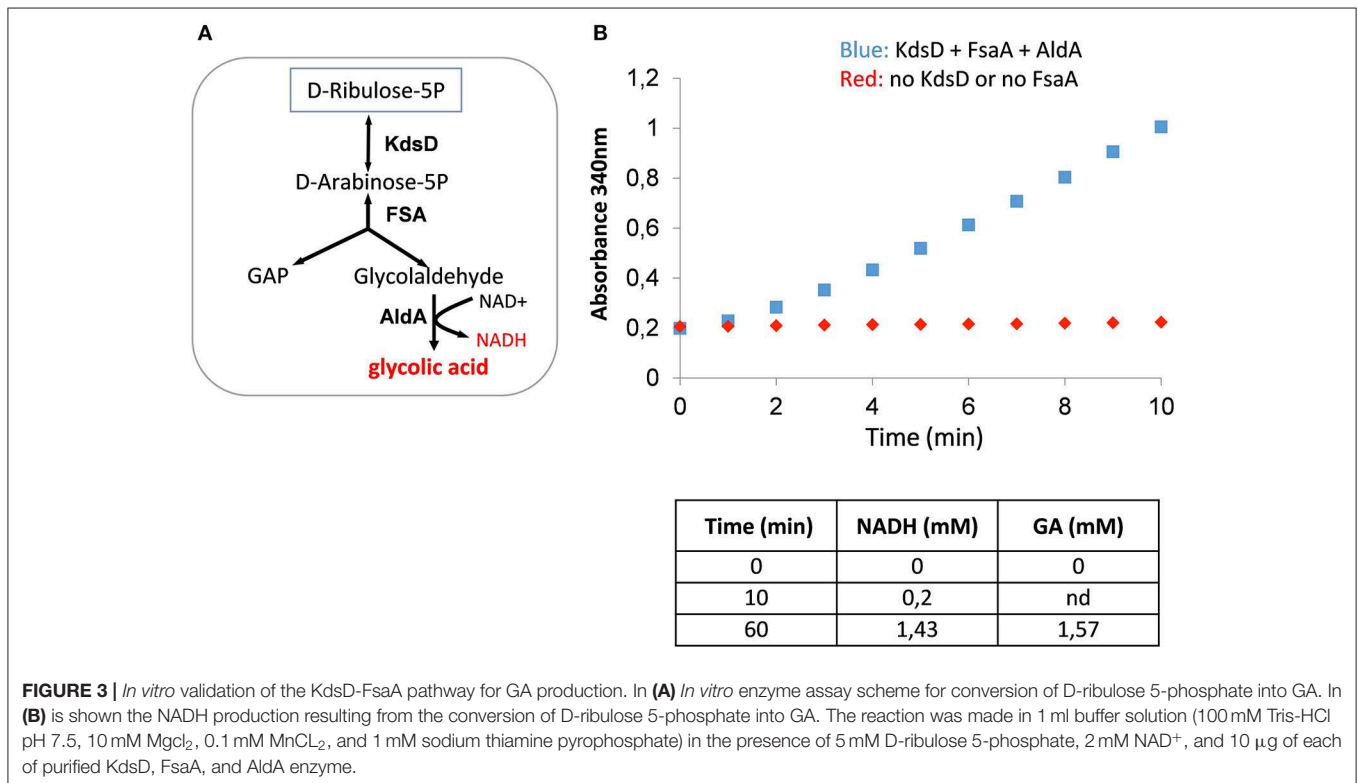 A
D-Ribulose-5P
KdsD
D-Arabinose-5P
FSA
GAP
Glycolaldehyde
NAD+
AldA
NADH
glycolic acid
B
Blue: KdsD + FsaA + AldA
Red: no KdsD or no FsaA
1,2
1
0,8
0,6
0,4
0,2
0
Absorbance 340nm
0 2 4 6 8 10
Time (min)
Time (min) NADH (mM) GA (mM)
0 0 0
10 0,2 nd
60 1,43 1,57
FIGURE 3 | In vitro validation of the KdsD-FsaA pathway for GA production. In (A) In vitro enzyme assay scheme for conversion of D-ribulose 5-phosphate into GA. In
(B) is shown the NADH production resulting from the conversion of D-ribulose 5-phosphate into GA. The reaction was made in 1 ml buffer solution (100 mM Tris-HCl
pH 7.5, 10 mM Mgcl₂, 0.1 mM MnCL₂, and 1 mM sodium thiamine pyrophosphate) in the presence of 5 mM D-ribulose 5-phosphate, 2 mM NAD⁺, and 10 μg of each
of purified KdsD, FsaA, and AldA enzyme.